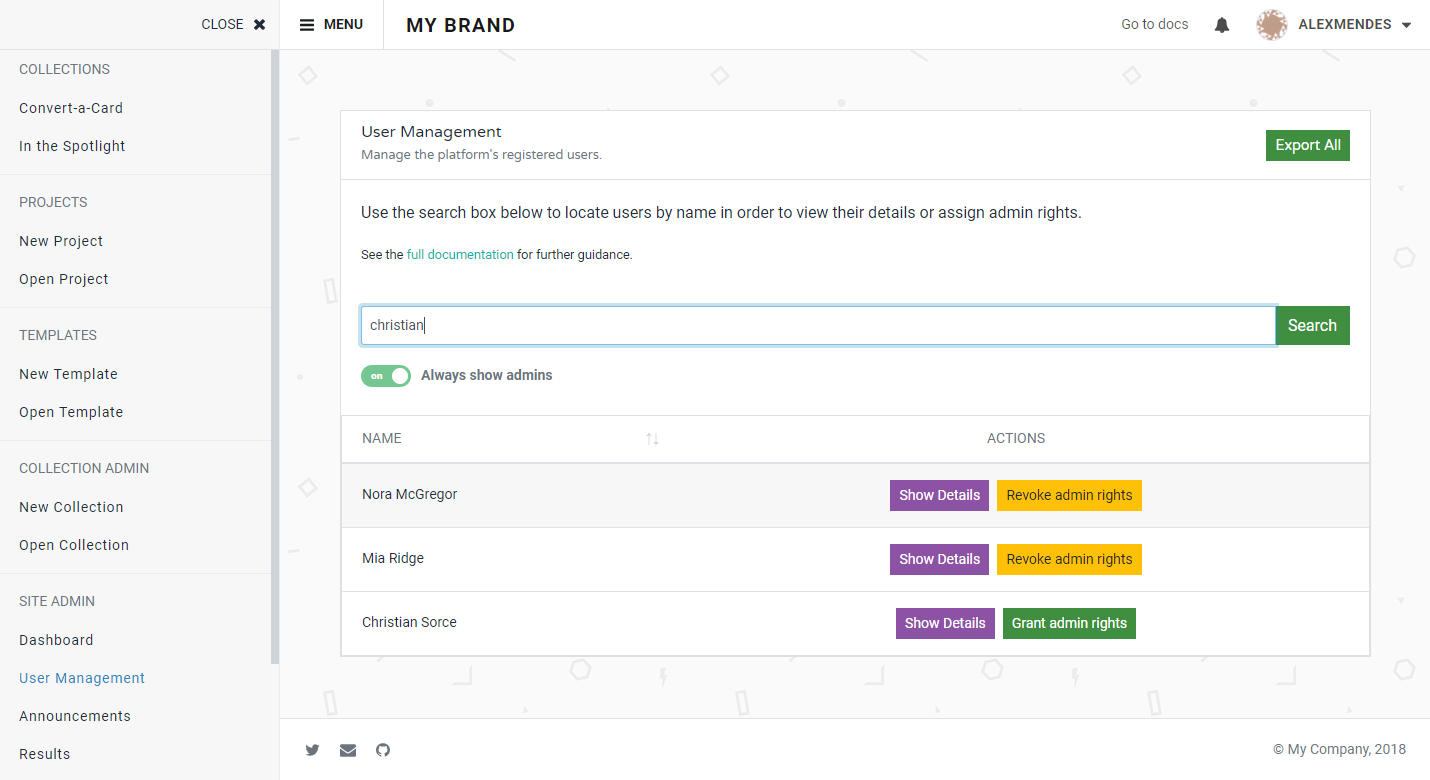 CLOSE
MENU
MY BRAND
Go to docs
ALEXMENDES
COLLECTIONS
Convert-a-Card
In the Spotlight
PROJECTS
New Project
Open Project
TEMPLATES
New Template
Open Template
COLLECTION ADMIN
New Collection
Open Collection
SITE ADMIN
Dashboard
User Management
Announcements
Results
User Management
Manage the platform's registered users.
Export All
Use the search box below to locate users by name in order to view their details or assign admin rights.
See the full documentation for further guidance.
christian
Search
on
Always show admins
NAME
ACTIONS
Nora McGregor
Show Details
Revoke admin rights
Mia Ridge
Show Details
Revoke admin rights
Christian Sorce
Show Details
Grant admin rights
© My Company, 2018